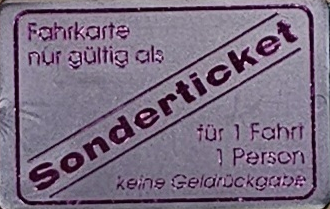 Fahrkarte
nur gültig als
Sonderticket
für 1 Fahrt
1 Person
keine Geldrückgabe